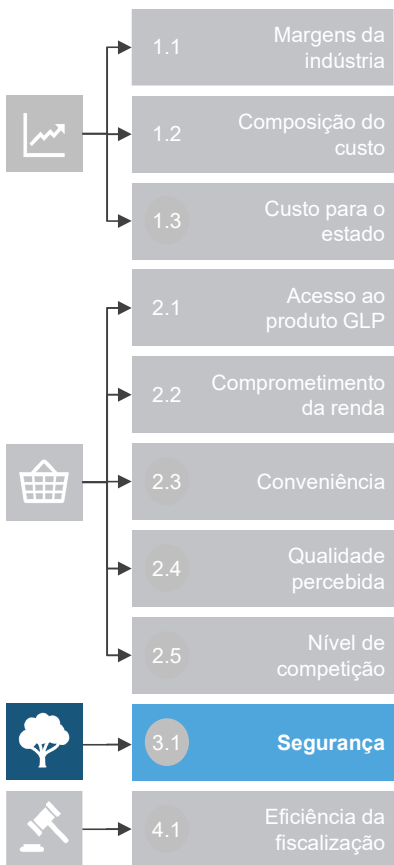 1.1
Margens da
indústria
1.2
Composição do
custo
1.3
Custo para o
estado
2.1
Acesso ao
produto GLP
2.2
Comprometimento
da renda
2.3
Conveniência
2.4
Qualidade
percebida
2.5
Nível de
competição
3.1
Segurança
4.1
Eficiência da
fiscalização